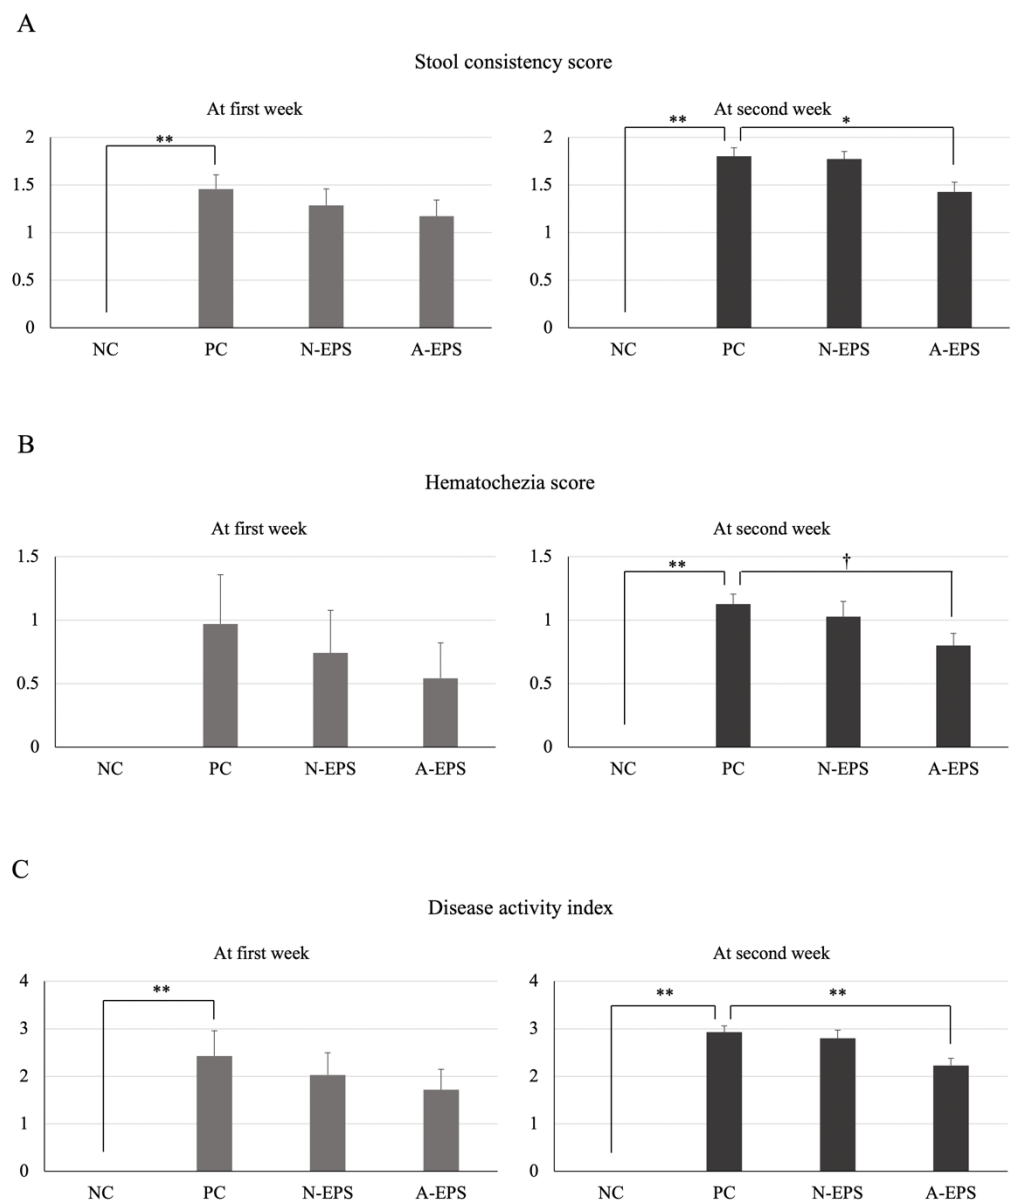 A
Stool consistency score
At first week
At second week
**
** *
2
1.5
1
0.5
0
NC PC N-EPS A-EPS
2
1.5
1
0.5
0
NC PC N-EPS A-EPS
B
Hematochezia score
At first week
At second week
** †
1.5
1
0.5
0
NC PC N-EPS A-EPS
1.5
1
0.5
0
NC PC N-EPS A-EPS
C
Disease activity index
At first week
At second week
**
** **
4
3
2
1
0
NC PC N-EPS A-EPS
4
3
2
1
0
NC PC N-EPS A-EPS